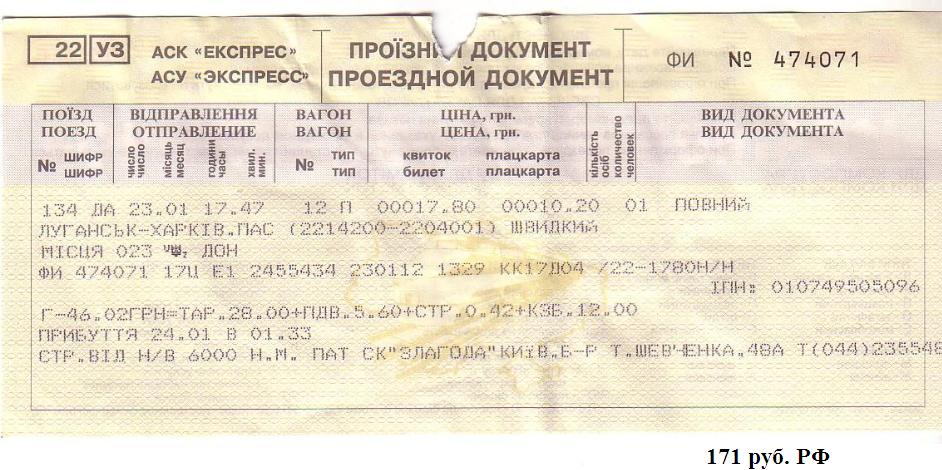 22 УЗ
АСК «ЕКСПРЕС»
АСУ «ЭКСПРЕСС»
ПРОЇЗНИЙ ДОКУМЕНТ
ПРОЕЗДНОЙ ДОКУМЕНТ
ФИ № 474071
ПОЇЗД ВІДПРАВЛЕННЯ ВАГОН ЦІНА, грн. ВИД ДОКУМЕНТА
ПОЕЗД ОТПРАВЛЕНИЕ ВАГОН ЦЕНА, грн. ВИД ДОКУМЕНТА
№ ШИФР ШИФР
число число
місяць месяц
години часы
хвил. мин.
№ ТИП ТИП
квиток плацкарта
билет плацкарта
кількість осіб количество человек
134 ДА 23.01 17.47 12 П 00017.80 00010.20 01 ПОВНИЙ
ЛУГАНСЬК-ХАРКІВ.ПАС (2214200-2204001) ШВИДКИЙ
МІСЦЯ 023 ДОН
ФИ 474071 17Ц Е1 2455434 230112 1329 КК17Д04 /22-1780Н/Н
ІПН: 010749505096
Г-46.02ГРН=ТАР.28.00+ПДВ.5.60+СТР.0.42+КЗБ.12.00
ПРИБУТТЯ 24.01 В 01.33
СТР.ВІД Н/В 6000 Н.М. ПАТ СК"ЗЛАГОДА"КИЇВ.Б-Р Т.ШЕВЧЕНКА.48А Т(044)235548
171 руб. РФ